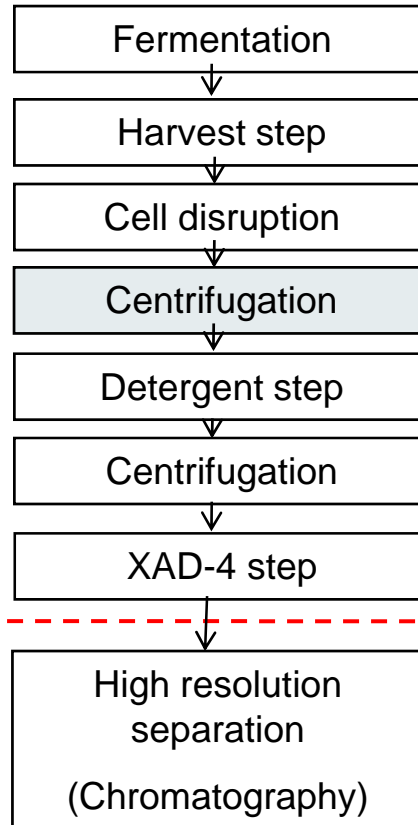 Fermentation
Harvest step
Cell disruption
Centrifugation
Detergent step
Centrifugation
XAD-4 step
High resolution
separation
(Chromatography)